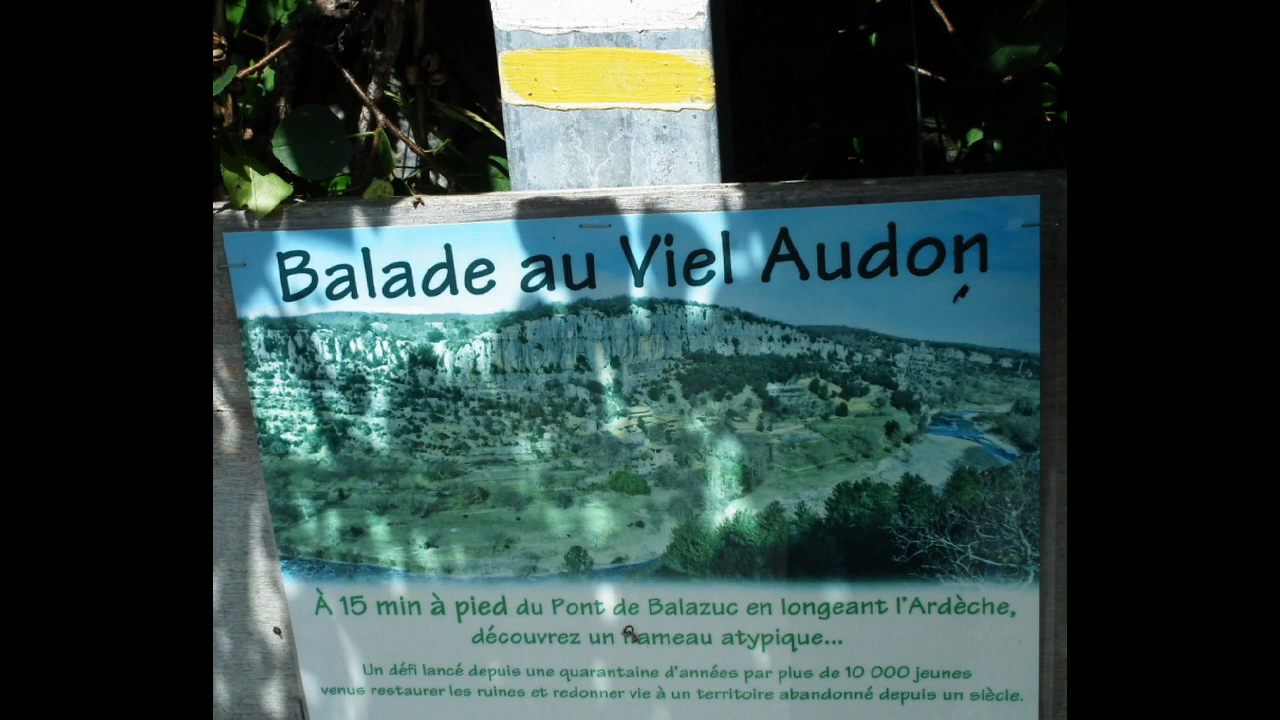 Balade au Viel Audon
À 15 min à pied du Pont de Balazuc en longeant l'Ardèche,
découvrez un hameau atypique...
Un défi lancé depuis une quarantaine d'années par plus de 10 000 jeunes
venus restaurer les ruines et redonner vie à un territoire abandonné depuis un siècle.